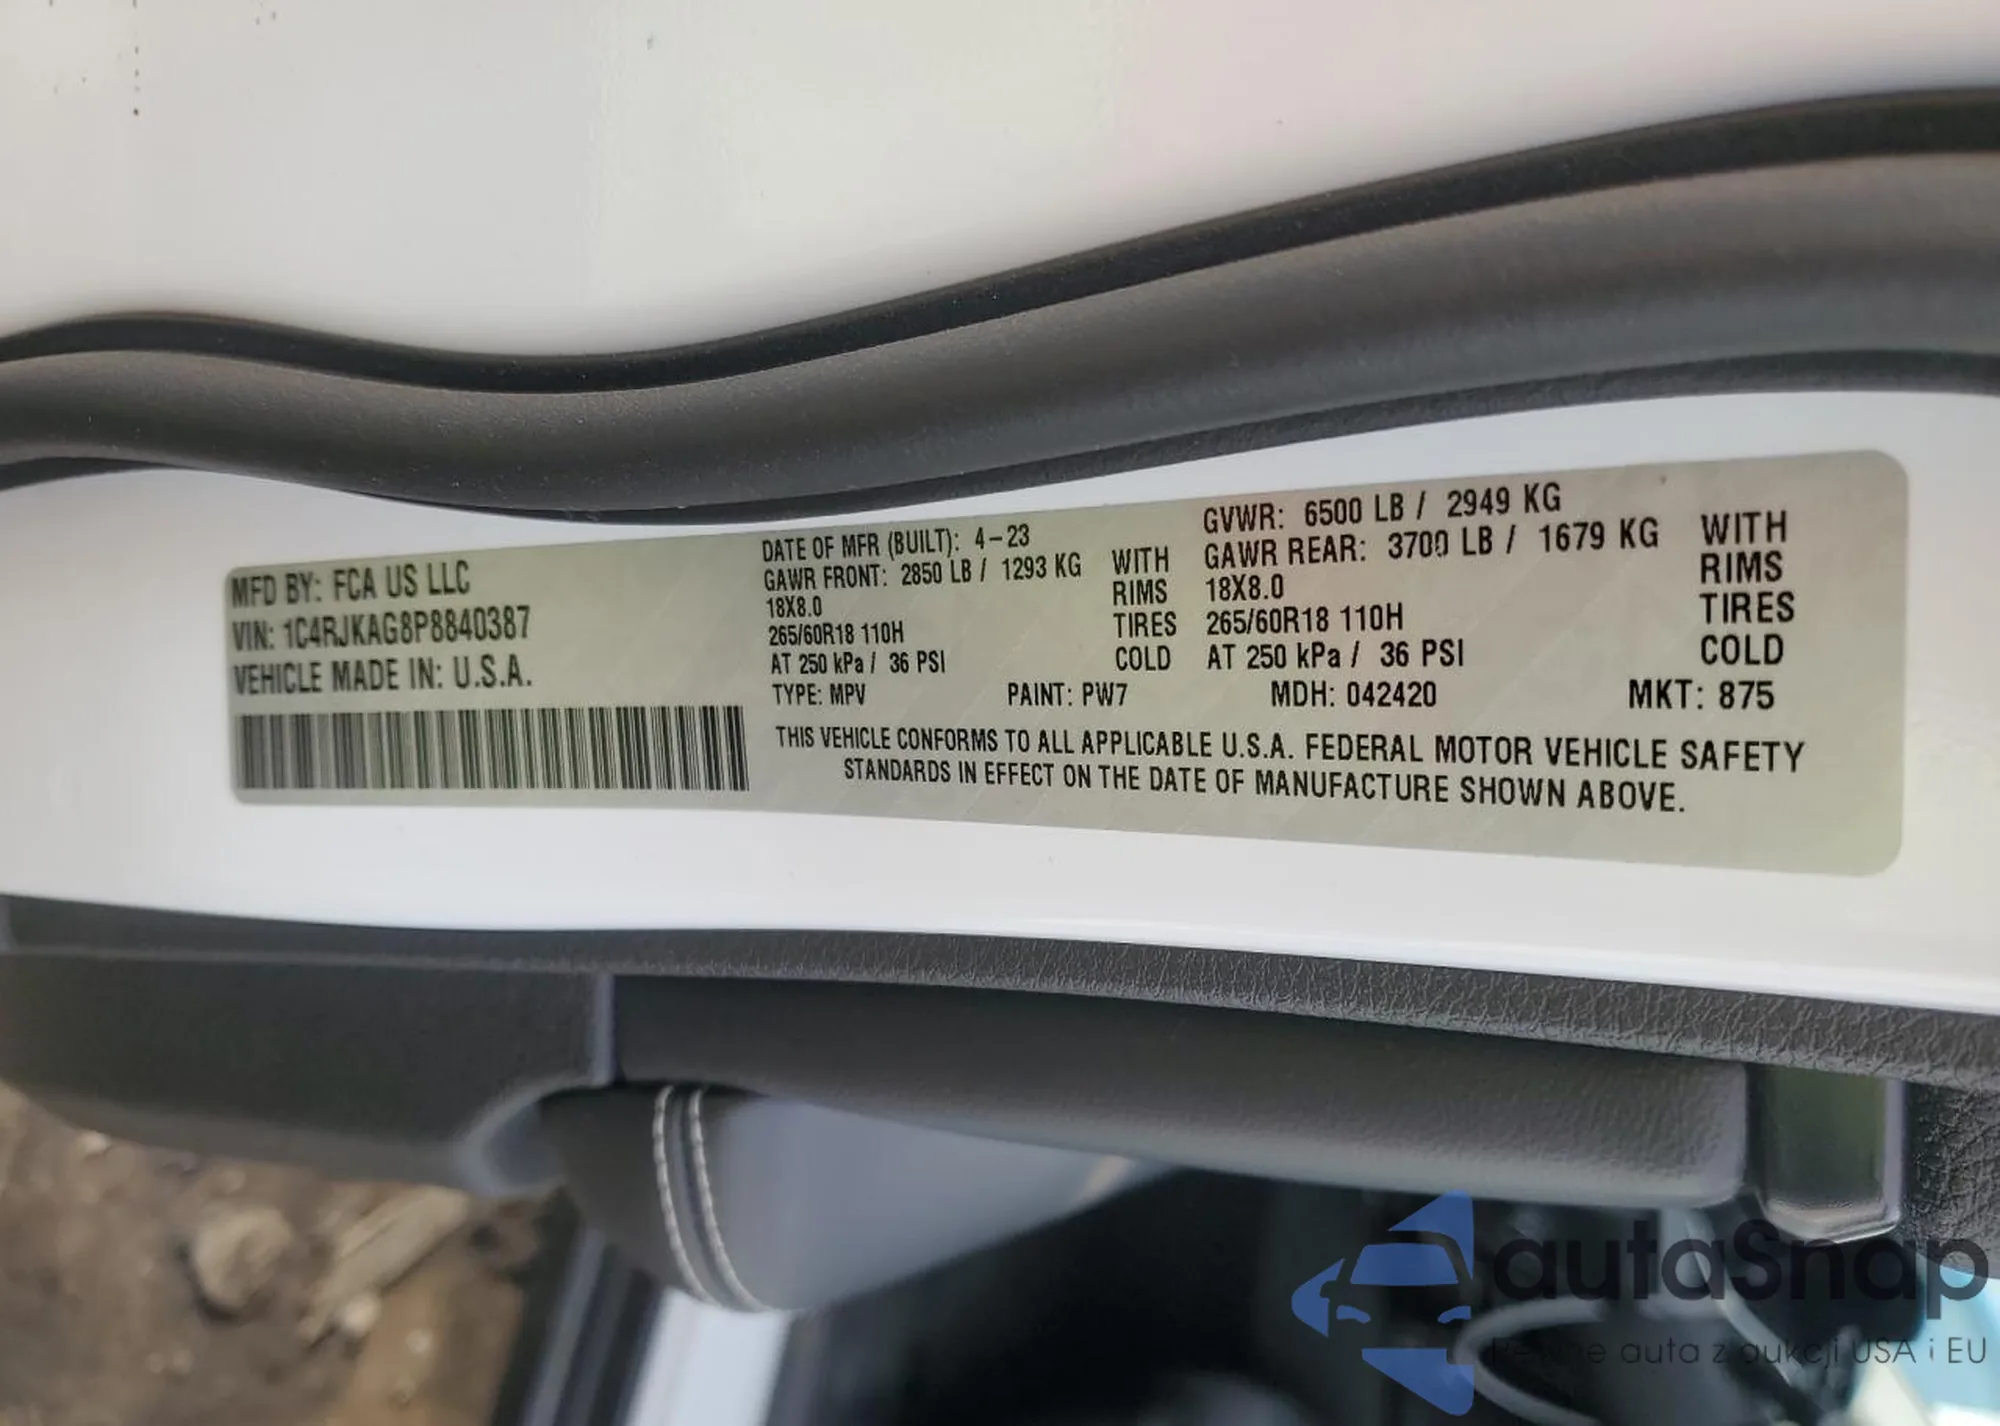 MFD BY: FCA US LLC
VIN: 1C4RJKAG8P8840387
VEHICLE MADE IN: U.S.A.
DATE OF MFR (BUILT): 4-23
GAWR FRONT: 2850 LB / 1293 KG WITH
18X8.0 RIMS
265/60R18 110H TIRES
AT 250 kPa / 36 PSI COLD
GVWR: 6500 LB / 2949 KG
GAWR REAR: 3700 LB / 1679 KG WITH
18X8.0 RIMS
265/60R18 110H TIRES
AT 250 kPa / 36 PSI COLD
TYPE: MPV PAINT: PW7 MDH: 042420 MKT: 875
THIS VEHICLE CONFORMS TO ALL APPLICABLE U.S.A. FEDERAL MOTOR VEHICLE SAFETY
STANDARDS IN EFFECT ON THE DATE OF MANUFACTURE SHOWN ABOVE.
autaSnap
Pewne auta z aukcji USA i EU